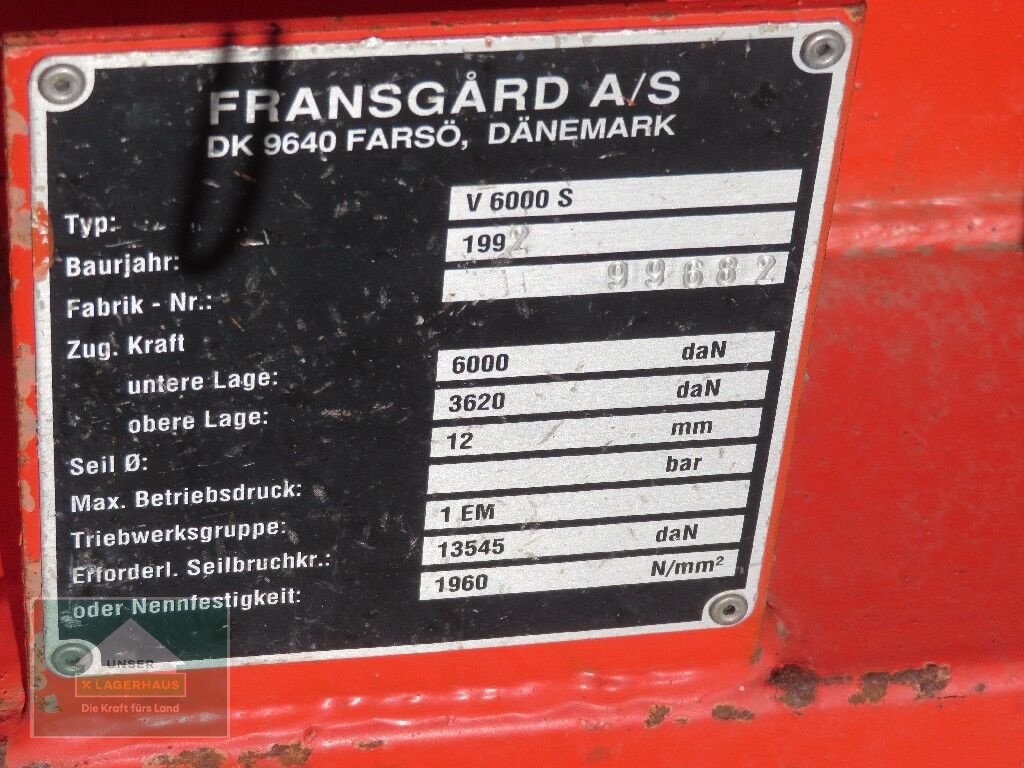 FRANSGÅRD A/S
DK 9640 FARSÖ, DÄNEMARK
Typ: V 6000 S
Baurjahr: 1992
Fabrik - Nr.: 99682
Zug. Kraft
untere Lage: 6000 daN
obere Lage: 3620 daN
Seil Ø: 12 mm
Max. Betriebsdruck: bar
Triebwerksgruppe: 1 EM
Erforderl. Seilbruchkr.: 13545 daN
oder Nennfestigkeit: 1960 N/mm²
UNSER
X LAGERHAUS
Die Kraft fürs Land